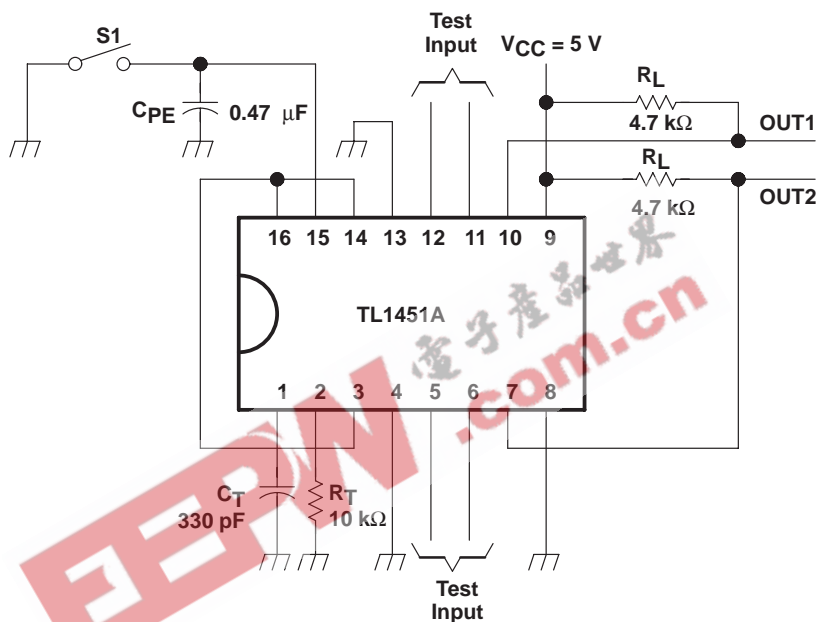 Test
Input
S1
VCC = 5 V
RL
4.7 kΩ
OUT1
CPE
0.47 μF
RL
4.7 kΩ
OUT2
16 15 14 13 12 11 10 9
TL1451A
電子產品世界
.com.cn
EEPW
1 2 3 4 5 6 7 8
CT
330 pF
RT
10 kΩ
Test
Input